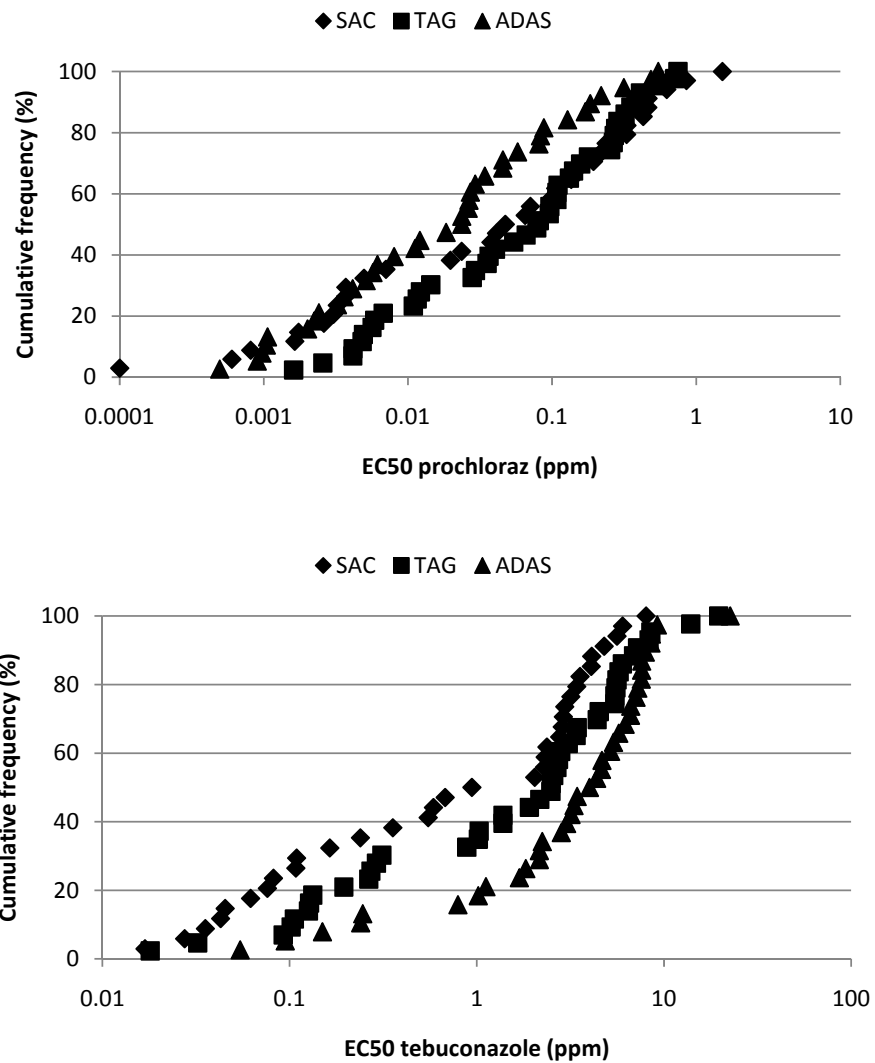 SAC TAG ADAS
Cumulative frequency (%)
100
80
60
40
20
0
0.0001 0.001 0.01 0.1 1 10
EC50 prochloraz (ppm)
SAC TAG ADAS
Cumulative frequency (%)
100
80
60
40
20
0
0.01 0.1 1 10 100
EC50 tebuconazole (ppm)